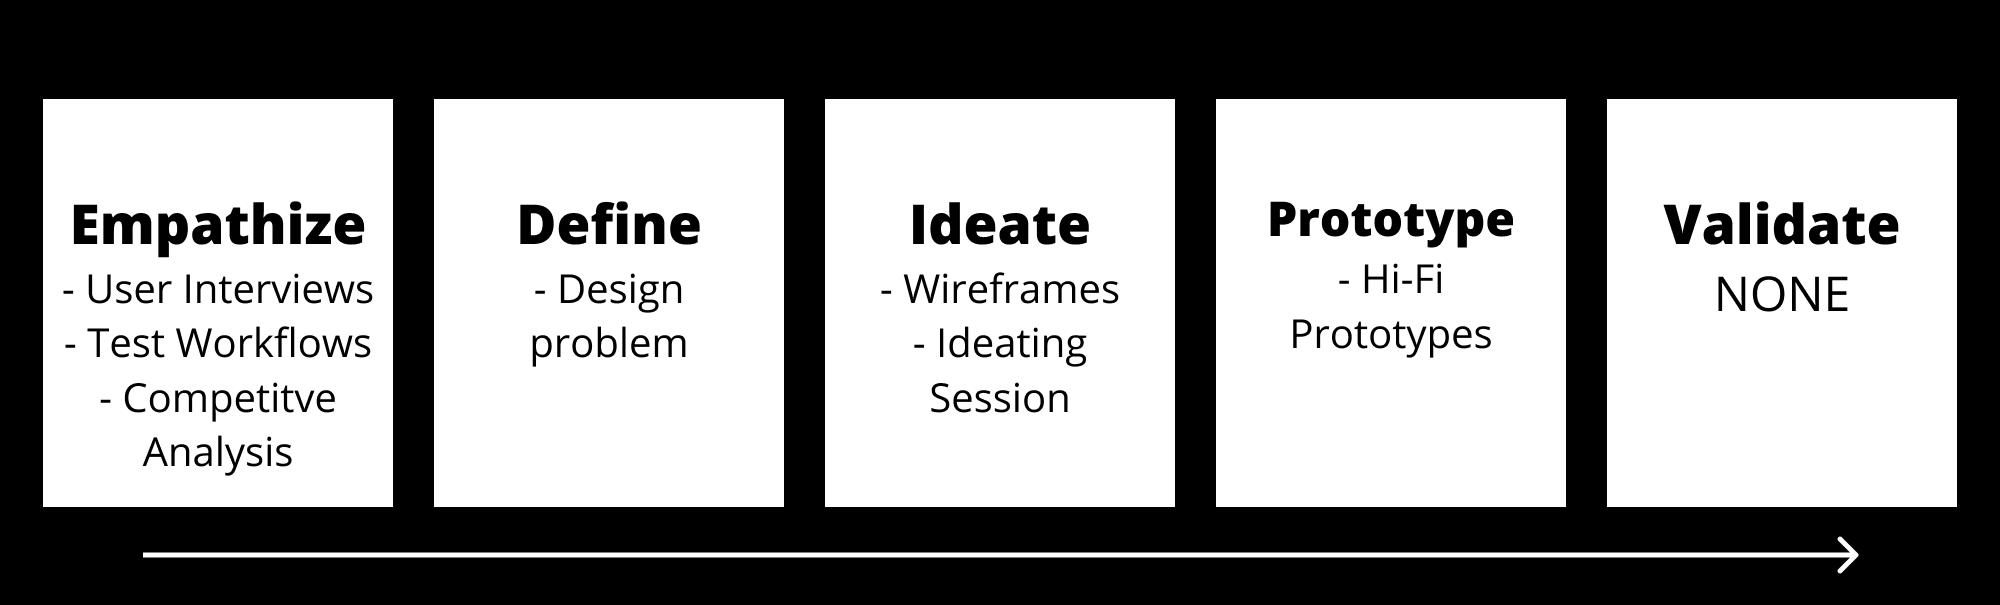 Empathize
- User Interviews
- Test Workflows
- Competitve
Analysis
Define
- Design
problem
Ideate
- Wireframes
- Ideating
Session
Prototype
- Hi-Fi
Prototypes
Validate
NONE